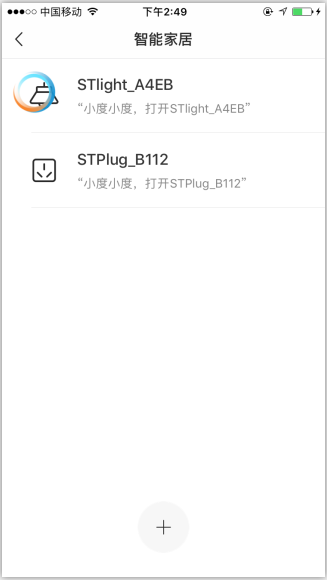 中国移动 下午2:49
智能家居
STlight_A4EB
“小度小度，打开STlight_A4EB”
STPlug_B112
“小度小度，打开STPlug_B112”